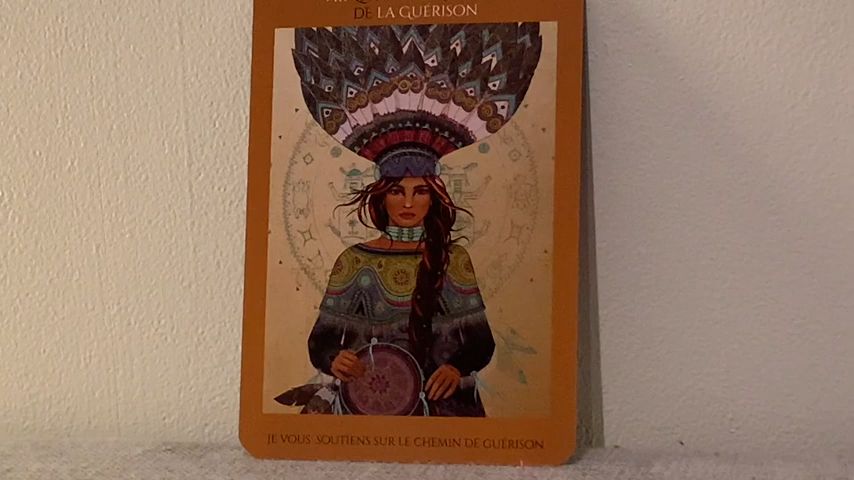 DE LA GUÉRISON
JE VOUS SOUTIENS SUR LE CHEMIN DE GUÉRISON